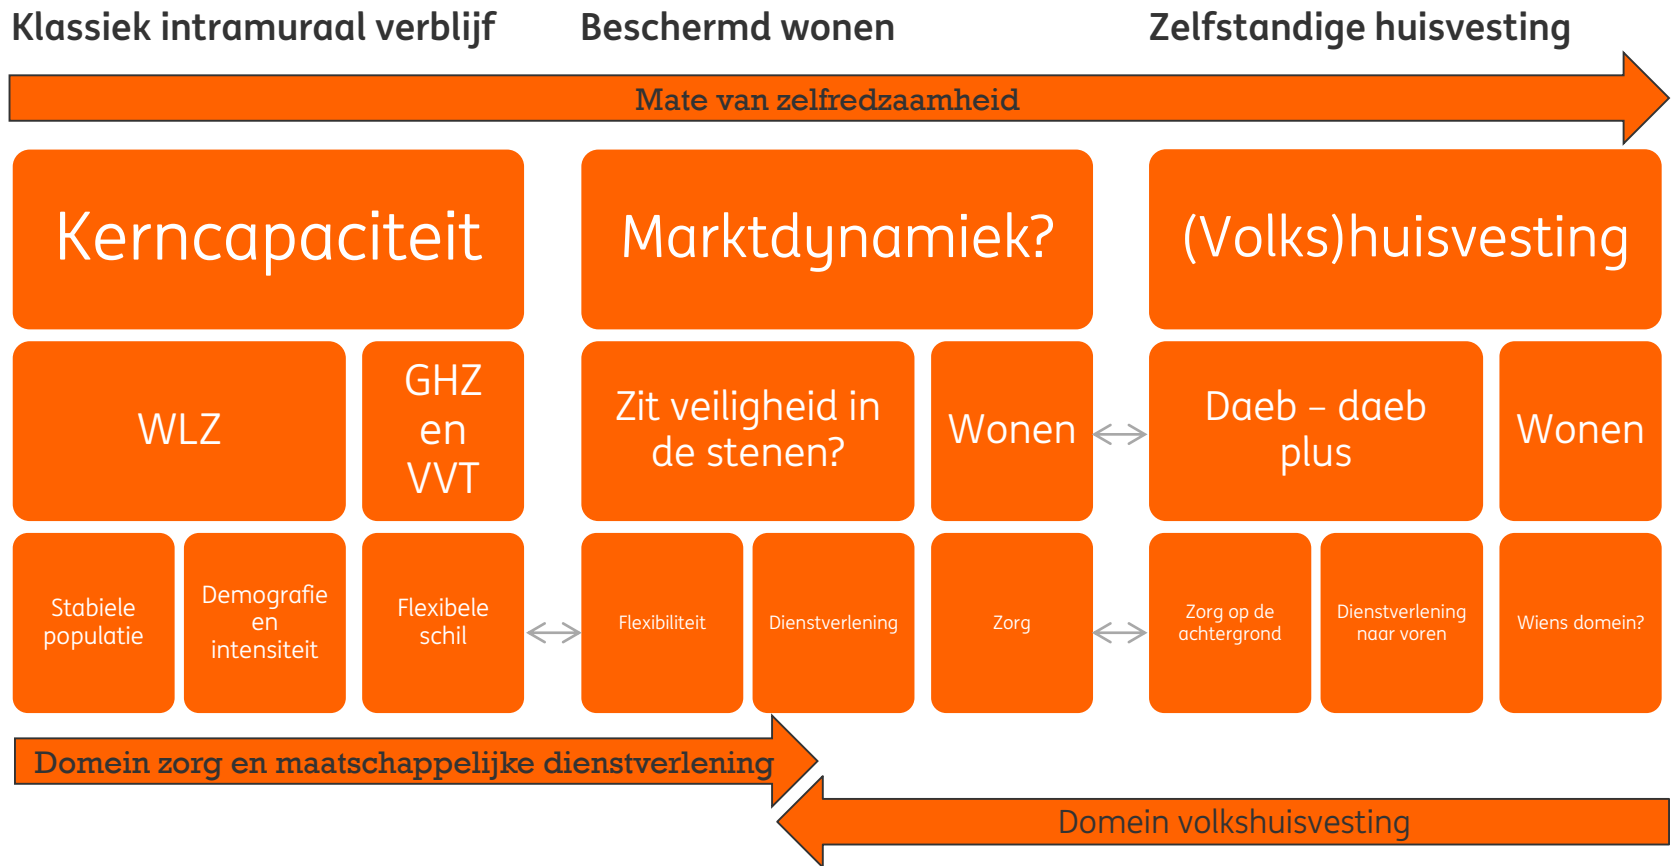 Klassiek intramuraal verblijf
Beschermd wonen
Zelfstandige huisvesting
Mate van zelfredzaamheid
Kerncapaciteit
Marktdynamiek?
(Volks)huisvesting
WLZ
GHZ
en
VVT
Zit veiligheid in
de stenen?
Wonen
Daeb – daeb
plus
Wonen
Stabiele
populatie
Demografie
en
intensiteit
Flexibele
schil
Flexibiliteit
Dienstverlening
Zorg
Zorg op de
achtergrond
Dienstverlening
naar voren
Wiens domein?
Domein zorg en maatschappelijke dienstverlening
Domein volkshuisvesting